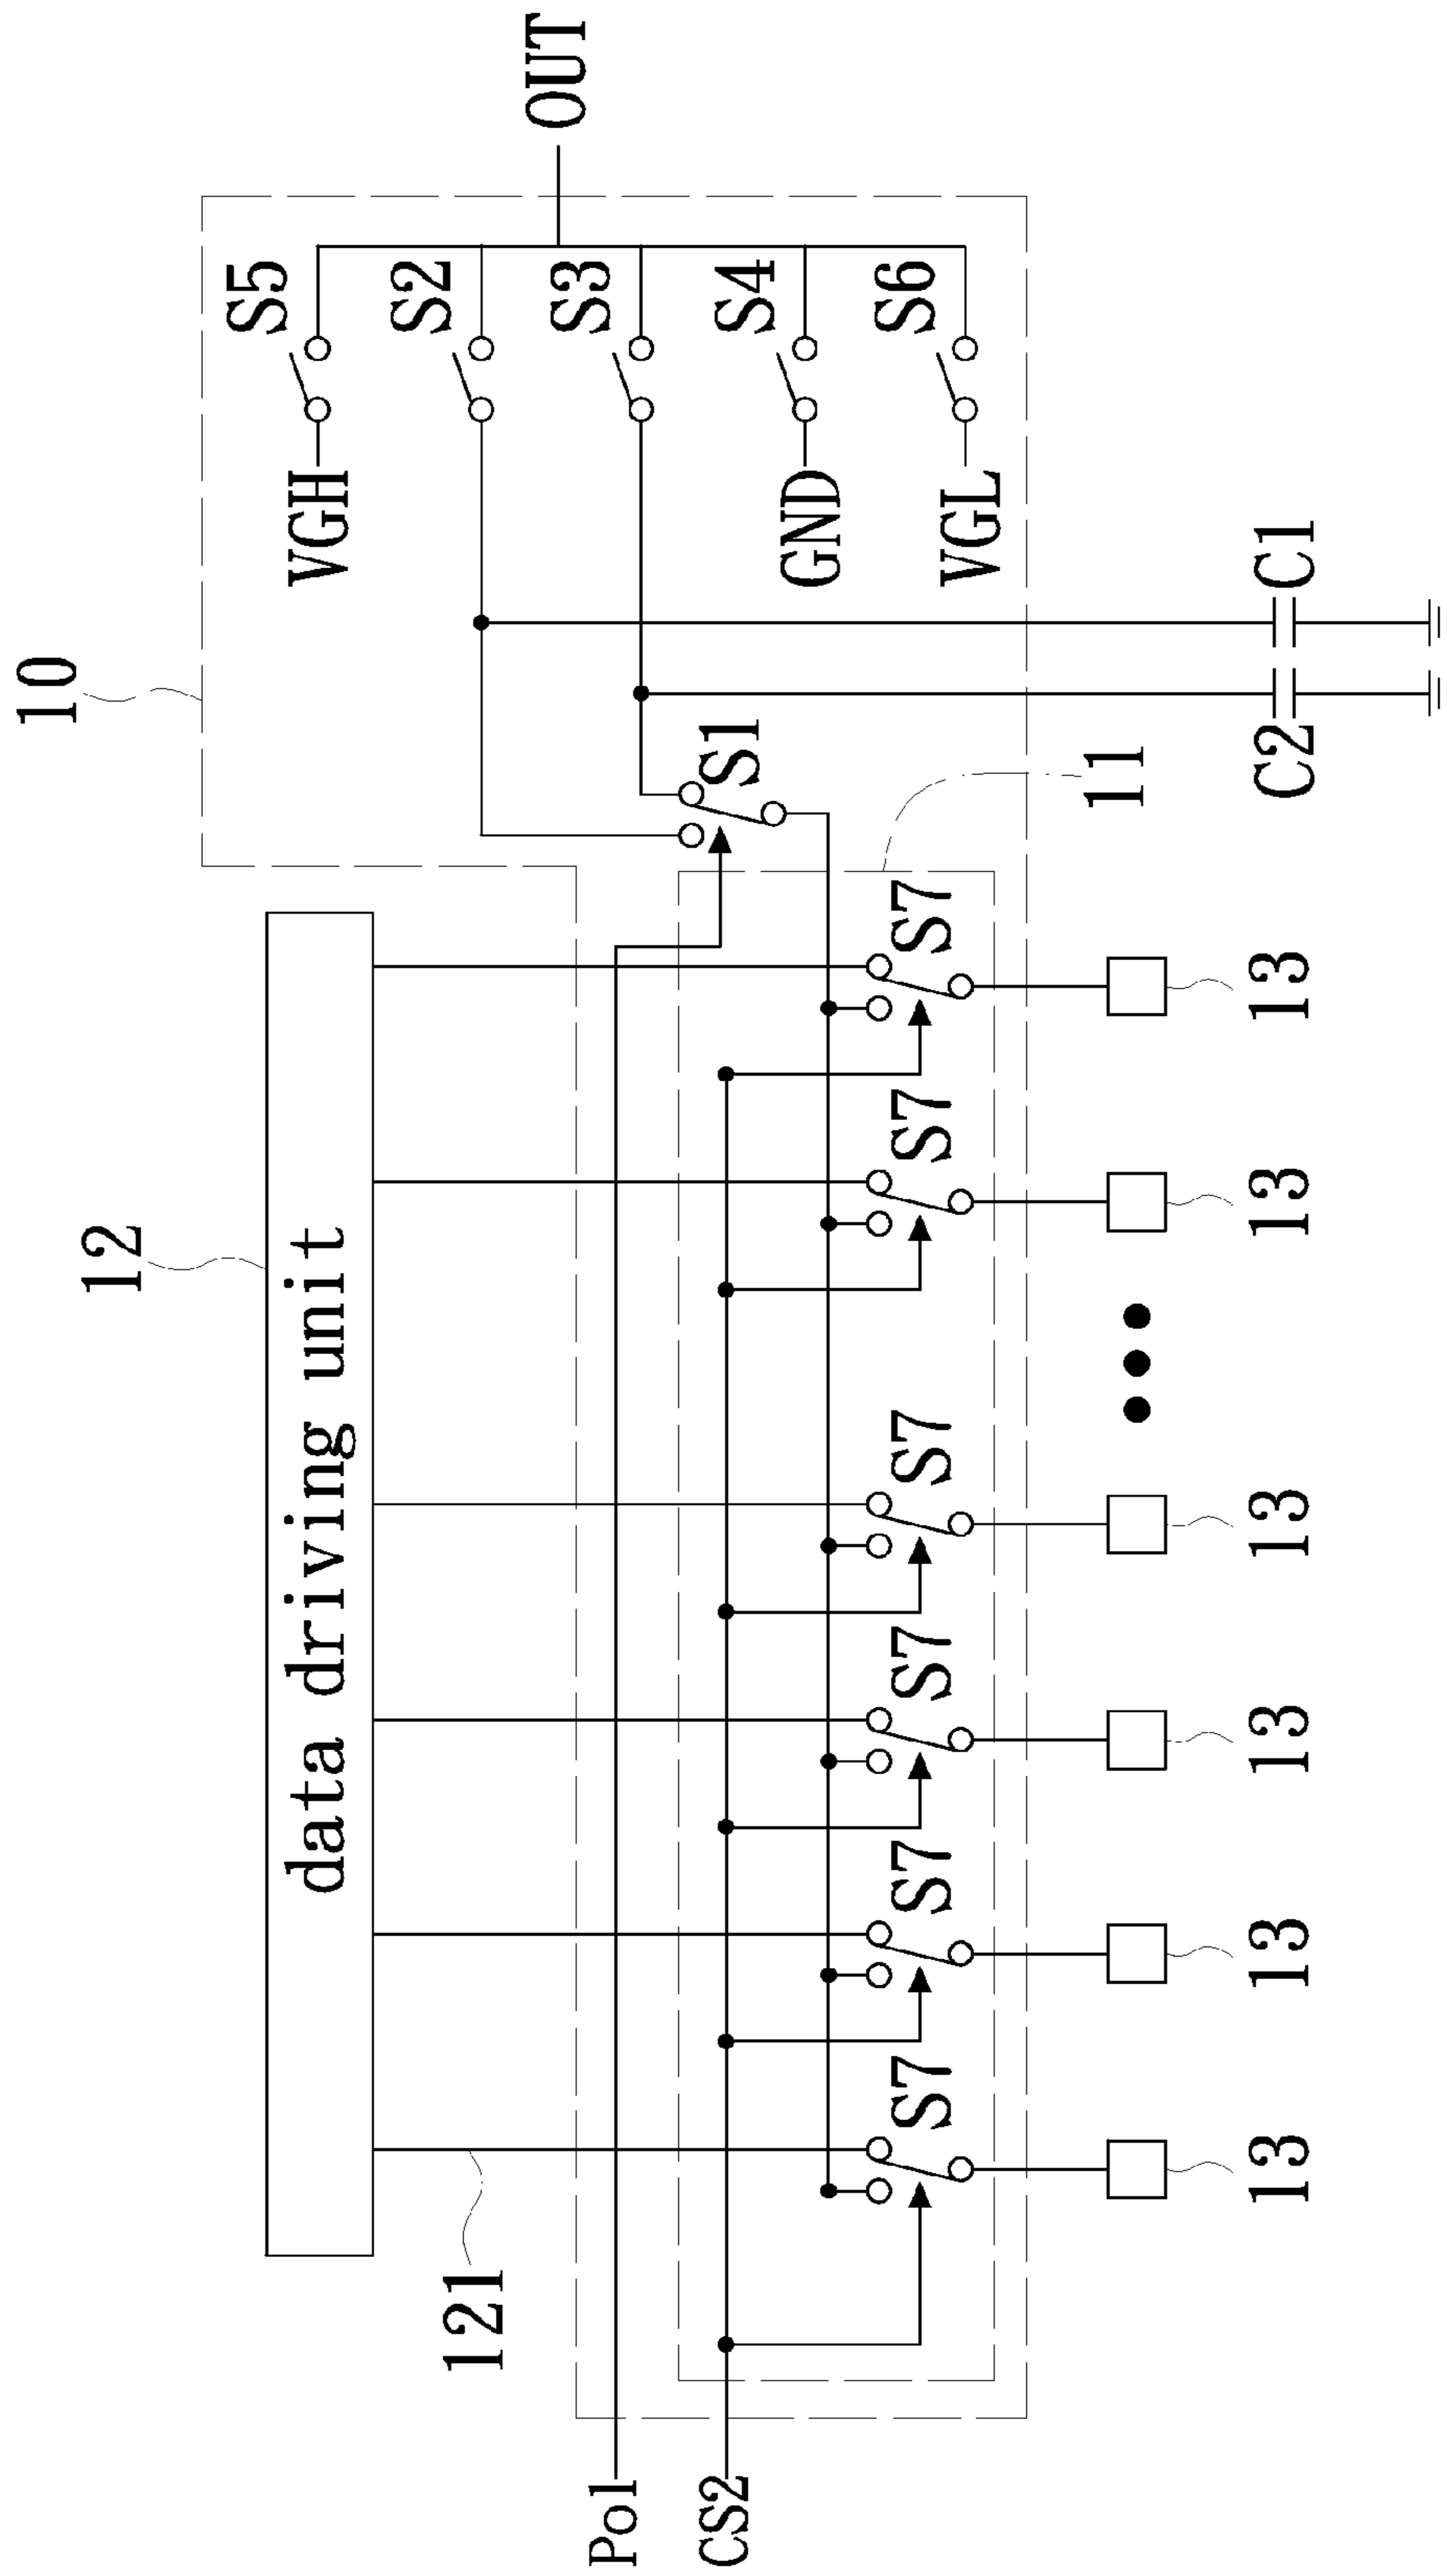 10
12
data driving unit
121
Pol
CS2
S5
VGH
S2
S3
S4
GND
S6
VGL
OUT
S1
11
S7
S7
S7
S7
S7
S7
C2
C1
13
13
13
13
13
13